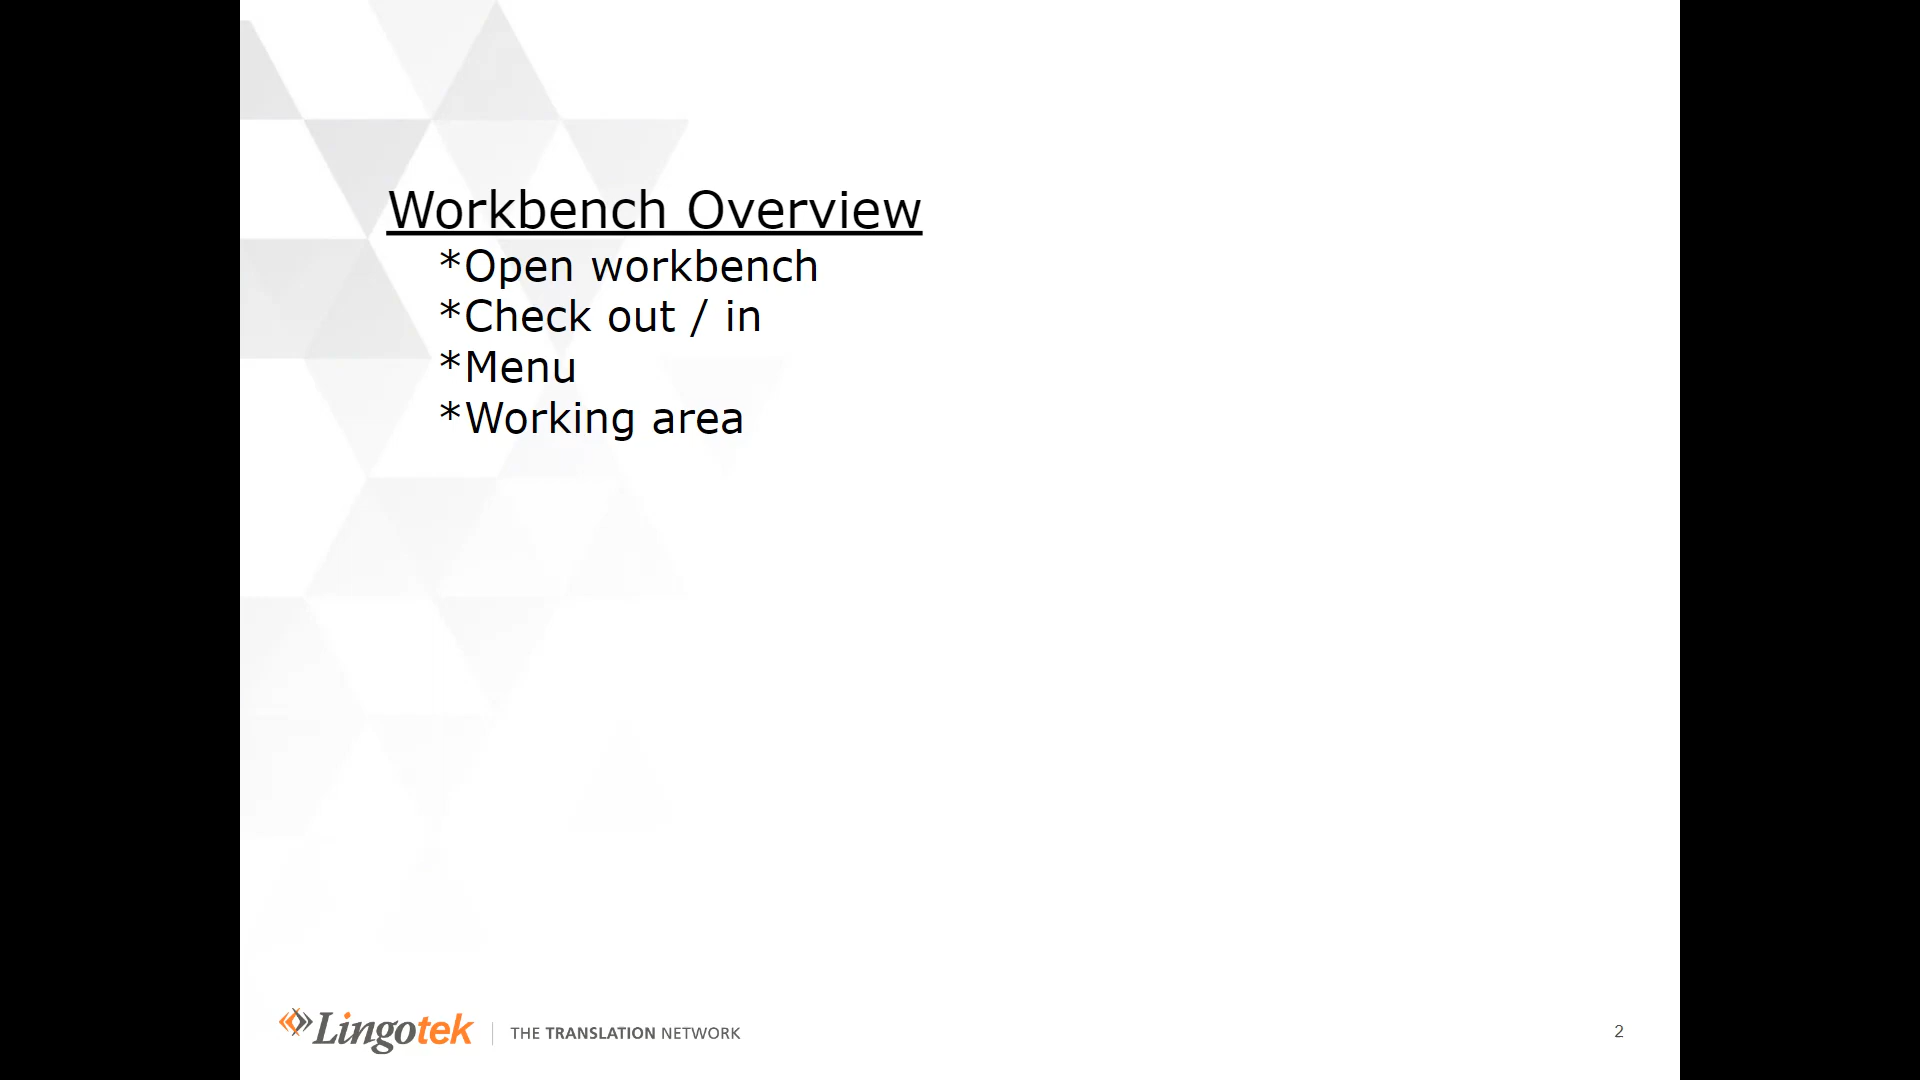 Workbench Overview
*Open workbench
*Check out / in
*Menu
*Working area
Lingotek THE TRANSLATION NETWORK
2